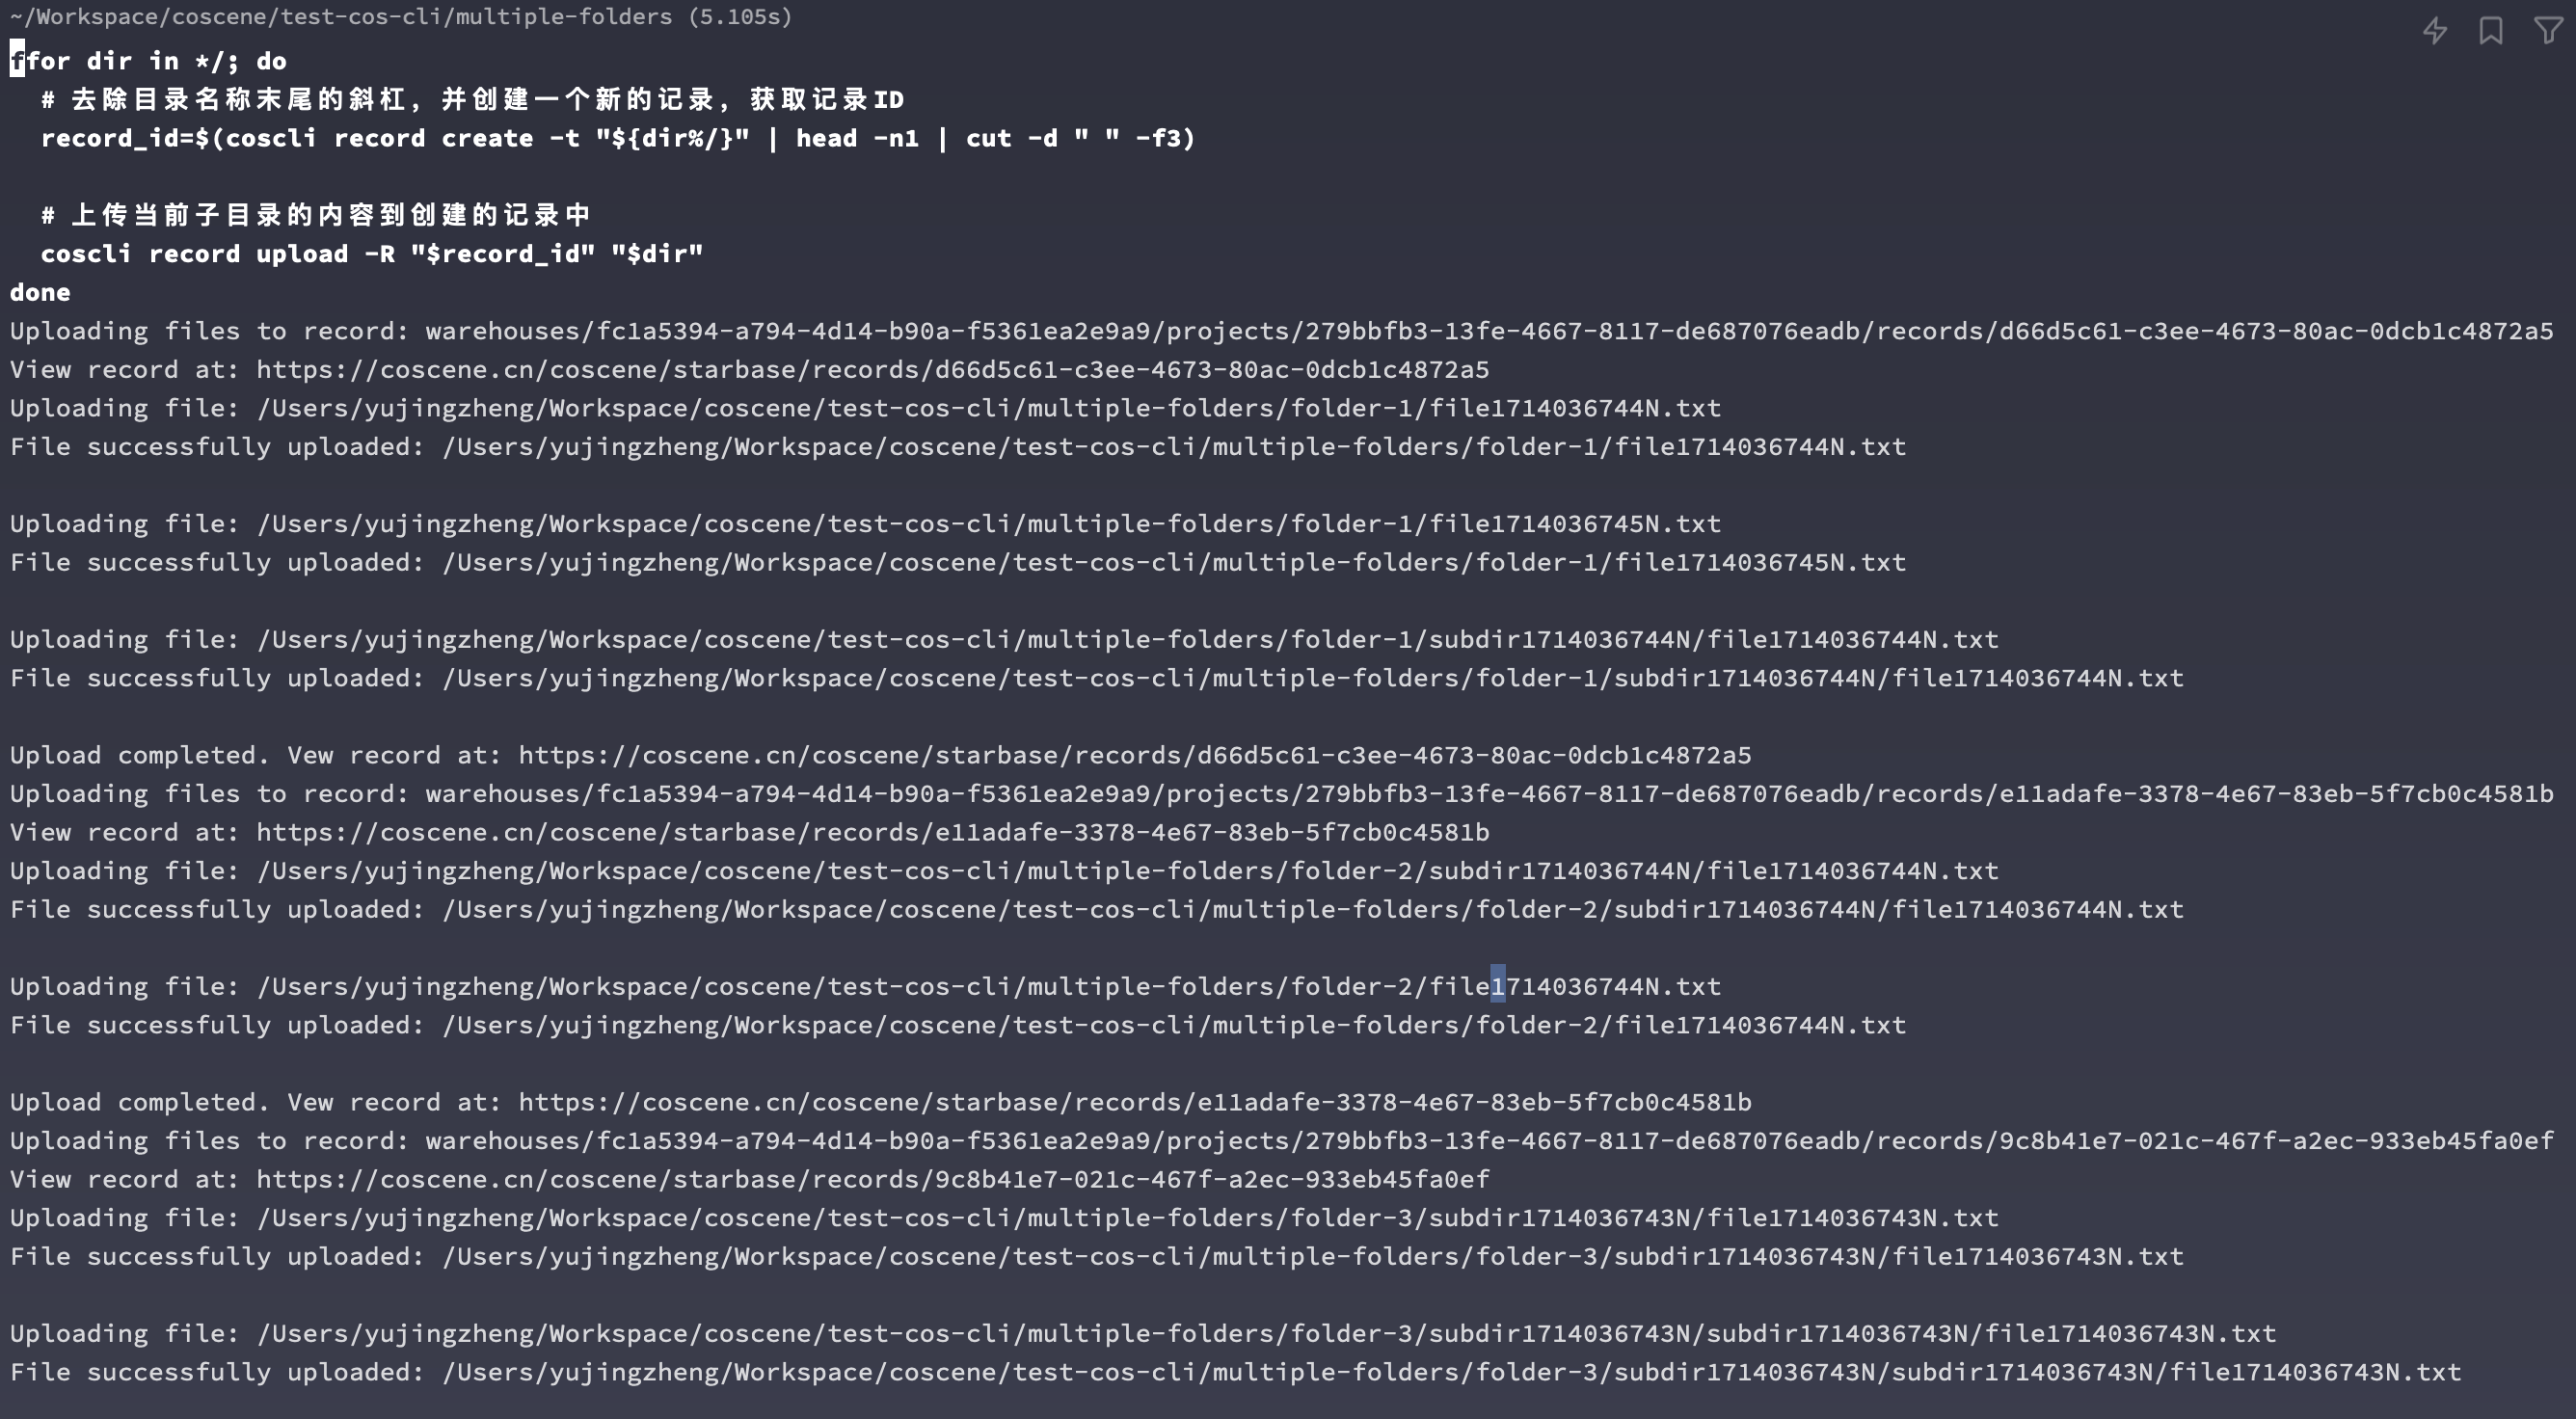 ~/Workspace/coscene/test-cos-cli/multiple-folders (5.105s)
ffor dir in */; do
  # 去除目录名称末尾的斜杠，并创建一个新的记录，获取记录ID
  record_id=$(coscli record create -t "${dir%/}" | head -n1 | cut -d " " -f3)
  # 上传当前子目录的内容到创建的记录中
  coscli record upload -R "$record_id" "$dir"
done
Uploading files to record: warehouses/fc1a5394-a794-4d14-b90a-f5361ea2e9a9/projects/279bbfb3-13fe-4667-8117-de687076eadb/records/d66d5c61-c3ee-4673-80ac-0dcb1c4872a5
View record at: https://coscene.cn/coscene/starbase/records/d66d5c61-c3ee-4673-80ac-0dcb1c4872a5
Uploading file: /Users/yujingzheng/Workspace/coscene/test-cos-cli/multiple-folders/folder-1/file1714036744N.txt
File successfully uploaded: /Users/yujingzheng/Workspace/coscene/test-cos-cli/multiple-folders/folder-1/file1714036744N.txt
Uploading file: /Users/yujingzheng/Workspace/coscene/test-cos-cli/multiple-folders/folder-1/file1714036745N.txt
File successfully uploaded: /Users/yujingzheng/Workspace/coscene/test-cos-cli/multiple-folders/folder-1/file1714036745N.txt
Uploading file: /Users/yujingzheng/Workspace/coscene/test-cos-cli/multiple-folders/folder-1/subdir1714036744N/file1714036744N.txt
File successfully uploaded: /Users/yujingzheng/Workspace/coscene/test-cos-cli/multiple-folders/folder-1/subdir1714036744N/file1714036744N.txt
Upload completed. Vew record at: https://coscene.cn/coscene/starbase/records/d66d5c61-c3ee-4673-80ac-0dcb1c4872a5
Uploading files to record: warehouses/fc1a5394-a794-4d14-b90a-f5361ea2e9a9/projects/279bbfb3-13fe-4667-8117-de687076eadb/records/e11adafe-3378-4e67-83eb-5f7cb0c4581b
View record at: https://coscene.cn/coscene/starbase/records/e11adafe-3378-4e67-83eb-5f7cb0c4581b
Uploading file: /Users/yujingzheng/Workspace/coscene/test-cos-cli/multiple-folders/folder-2/subdir1714036744N/file1714036744N.txt
File successfully uploaded: /Users/yujingzheng/Workspace/coscene/test-cos-cli/multiple-folders/folder-2/subdir1714036744N/file1714036744N.txt
Uploading file: /Users/yujingzheng/Workspace/coscene/test-cos-cli/multiple-folders/folder-2/file1714036744N.txt
File successfully uploaded: /Users/yujingzheng/Workspace/coscene/test-cos-cli/multiple-folders/folder-2/file1714036744N.txt
Upload completed. Vew record at: https://coscene.cn/coscene/starbase/records/e11adafe-3378-4e67-83eb-5f7cb0c4581b
Uploading files to record: warehouses/fc1a5394-a794-4d14-b90a-f5361ea2e9a9/projects/279bbfb3-13fe-4667-8117-de687076eadb/records/9c8b41e7-021c-467f-a2ec-933eb45fa0ef
View record at: https://coscene.cn/coscene/starbase/records/9c8b41e7-021c-467f-a2ec-933eb45fa0ef
Uploading file: /Users/yujingzheng/Workspace/coscene/test-cos-cli/multiple-folders/folder-3/subdir1714036743N/file1714036743N.txt
File successfully uploaded: /Users/yujingzheng/Workspace/coscene/test-cos-cli/multiple-folders/folder-3/subdir1714036743N/file1714036743N.txt
Uploading file: /Users/yujingzheng/Workspace/coscene/test-cos-cli/multiple-folders/folder-3/subdir1714036743N/subdir1714036743N/file1714036743N.txt
File successfully uploaded: /Users/yujingzheng/Workspace/coscene/test-cos-cli/multiple-folders/folder-3/subdir1714036743N/subdir1714036743N/file1714036743N.txt